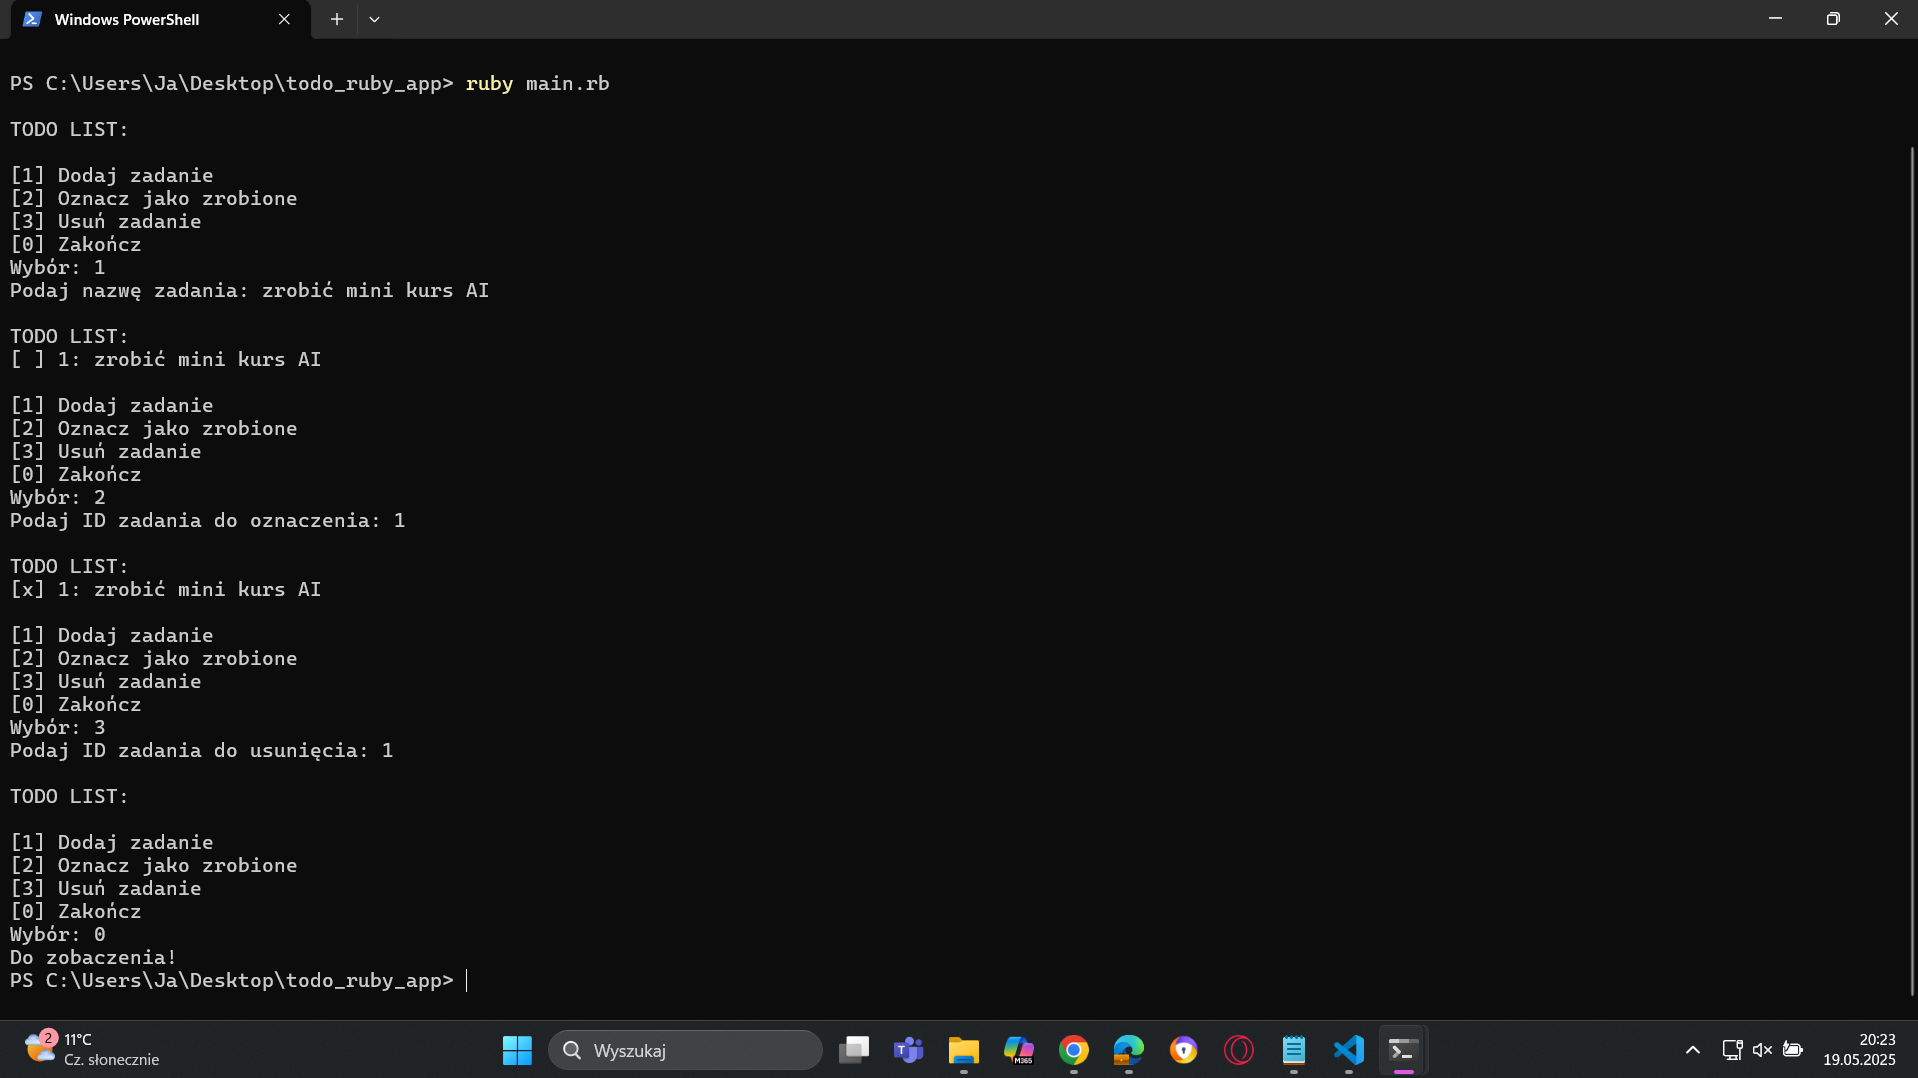 Windows PowerShell
PS C:\Users\Ja\Desktop\todo_ruby_app> ruby main.rb
TODO LIST:
[1] Dodaj zadanie
[2] Oznacz jako zrobione
[3] Usuń zadanie
[0] Zakończ
Wybór: 1
Podaj nazwę zadania: zrobić mini kurs AI
TODO LIST:
[ ] 1: zrobić mini kurs AI
[1] Dodaj zadanie
[2] Oznacz jako zrobione
[3] Usuń zadanie
[0] Zakończ
Wybór: 2
Podaj ID zadania do oznaczenia: 1
TODO LIST:
[x] 1: zrobić mini kurs AI
[1] Dodaj zadanie
[2] Oznacz jako zrobione
[3] Usuń zadanie
[0] Zakończ
Wybór: 3
Podaj ID zadania do usunięcia: 1
TODO LIST:
[1] Dodaj zadanie
[2] Oznacz jako zrobione
[3] Usuń zadanie
[0] Zakończ
Wybór: 0
Do zobaczenia!
PS C:\Users\Ja\Desktop\todo_ruby_app>
2
11°C
Cz. słonecznie
Wyszukaj
T
M365
20:23
19.05.2025